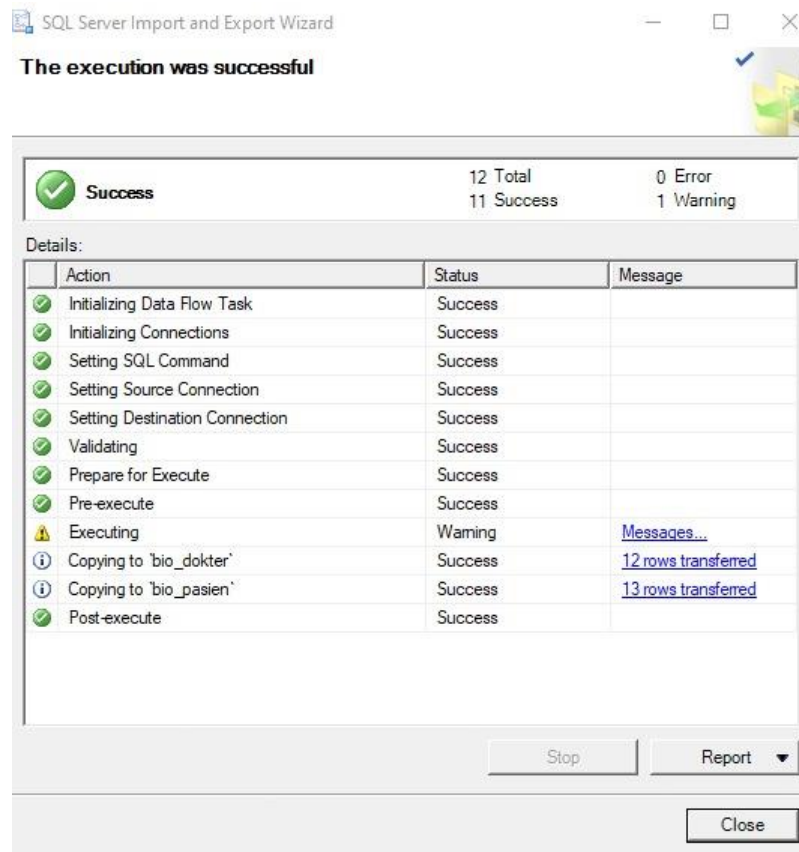 SQL Server Import and Export Wizard
The execution was successful
Success
12 Total
0 Error
11 Success
1 Warning
Details:
Action Status Message
Initializing Data Flow Task Success
Initializing Connections Success
Setting SQL Command Success
Setting Source Connection Success
Setting Destination Connection Success
Validating Success
Prepare for Execute Success
Pre-execute Success
Executing Warning Messages...
Copying to `bio_dokter` Success 12 rows transferred
Copying to `bio_pasien` Success 13 rows transferred
Post-execute Success
Stop Report
Close